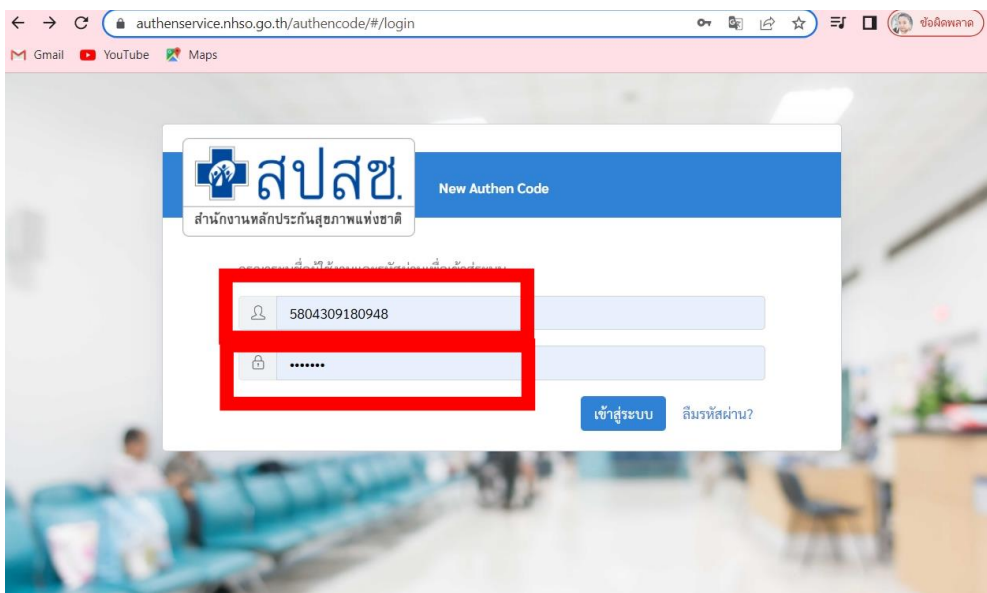 authenservice.nhso.go.th/authencode/#/login
ข้อผิดพลาด
Gmail YouTube Maps
สปสช.
สำนักงานหลักประกันสุขภาพแห่งชาติ
New Authen Code
5804309180948
•••••••
เข้าสู่ระบบ ลืมรหัสผ่าน?